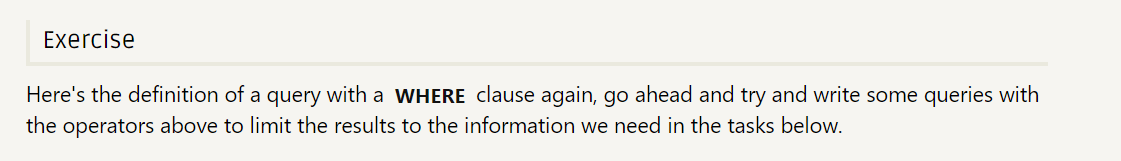 Exercise
Here's the definition of a query with a WHERE clause again, go ahead and try and write some queries with
the operators above to limit the results to the information we need in the tasks below.